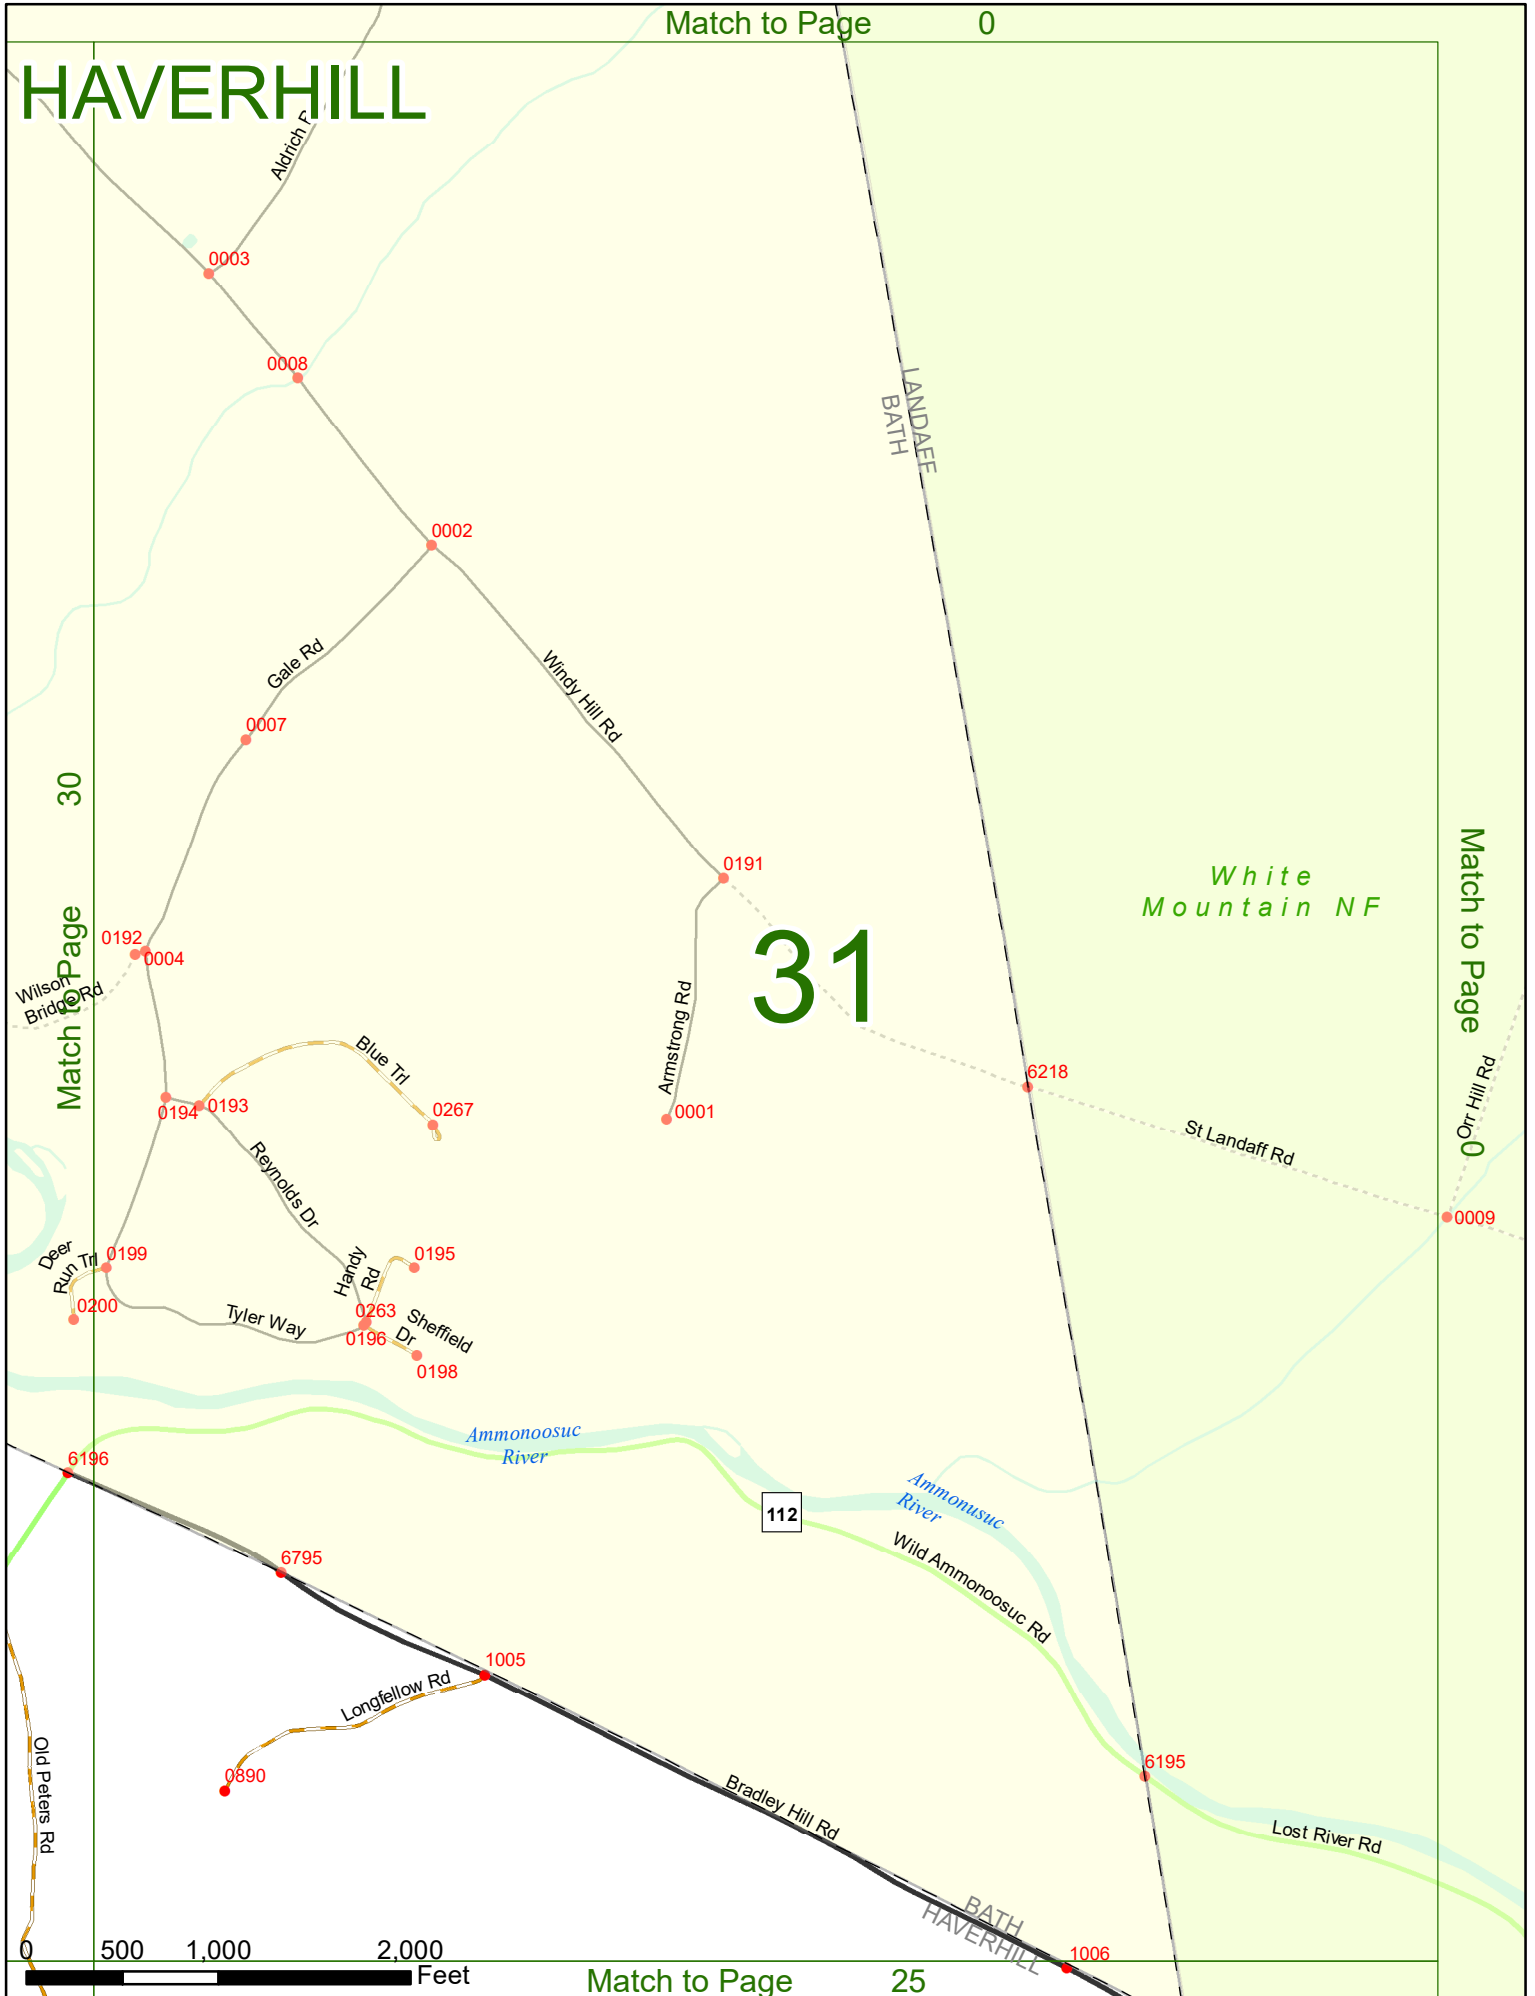 Match to Page 0
HAVERHILL
Aldrich
0003
0008
LANDAFF
BATH
0002
Gale Rd
Windy Hill Rd
0007
Match to Page 30
0191
White
Mountain NF
Match to Page 0
31
0192
0004
Wilson
Bridge Rd
Armstrong Rd
Blue Trl
0194
0193
0267
0001
6218
St Landaff Rd
Orr Hill Rd
Reynolds Dr
0009
Deer
Run Trl
0199
0200
Handy
Rd
0195
Tyler Way
0263
0196
Sheffield
Dr
0198
Ammonoosuc
River
6196
Ammonusuc
River
112
Wild Ammonoosuc Rd
6795
1005
Longfellow Rd
0890
Old Peters Rd
6195
Bradley Hill Rd
Lost River Rd
BATH
HAVERHILL
1006
0 500 1,000 2,000
Feet
Match to Page 25